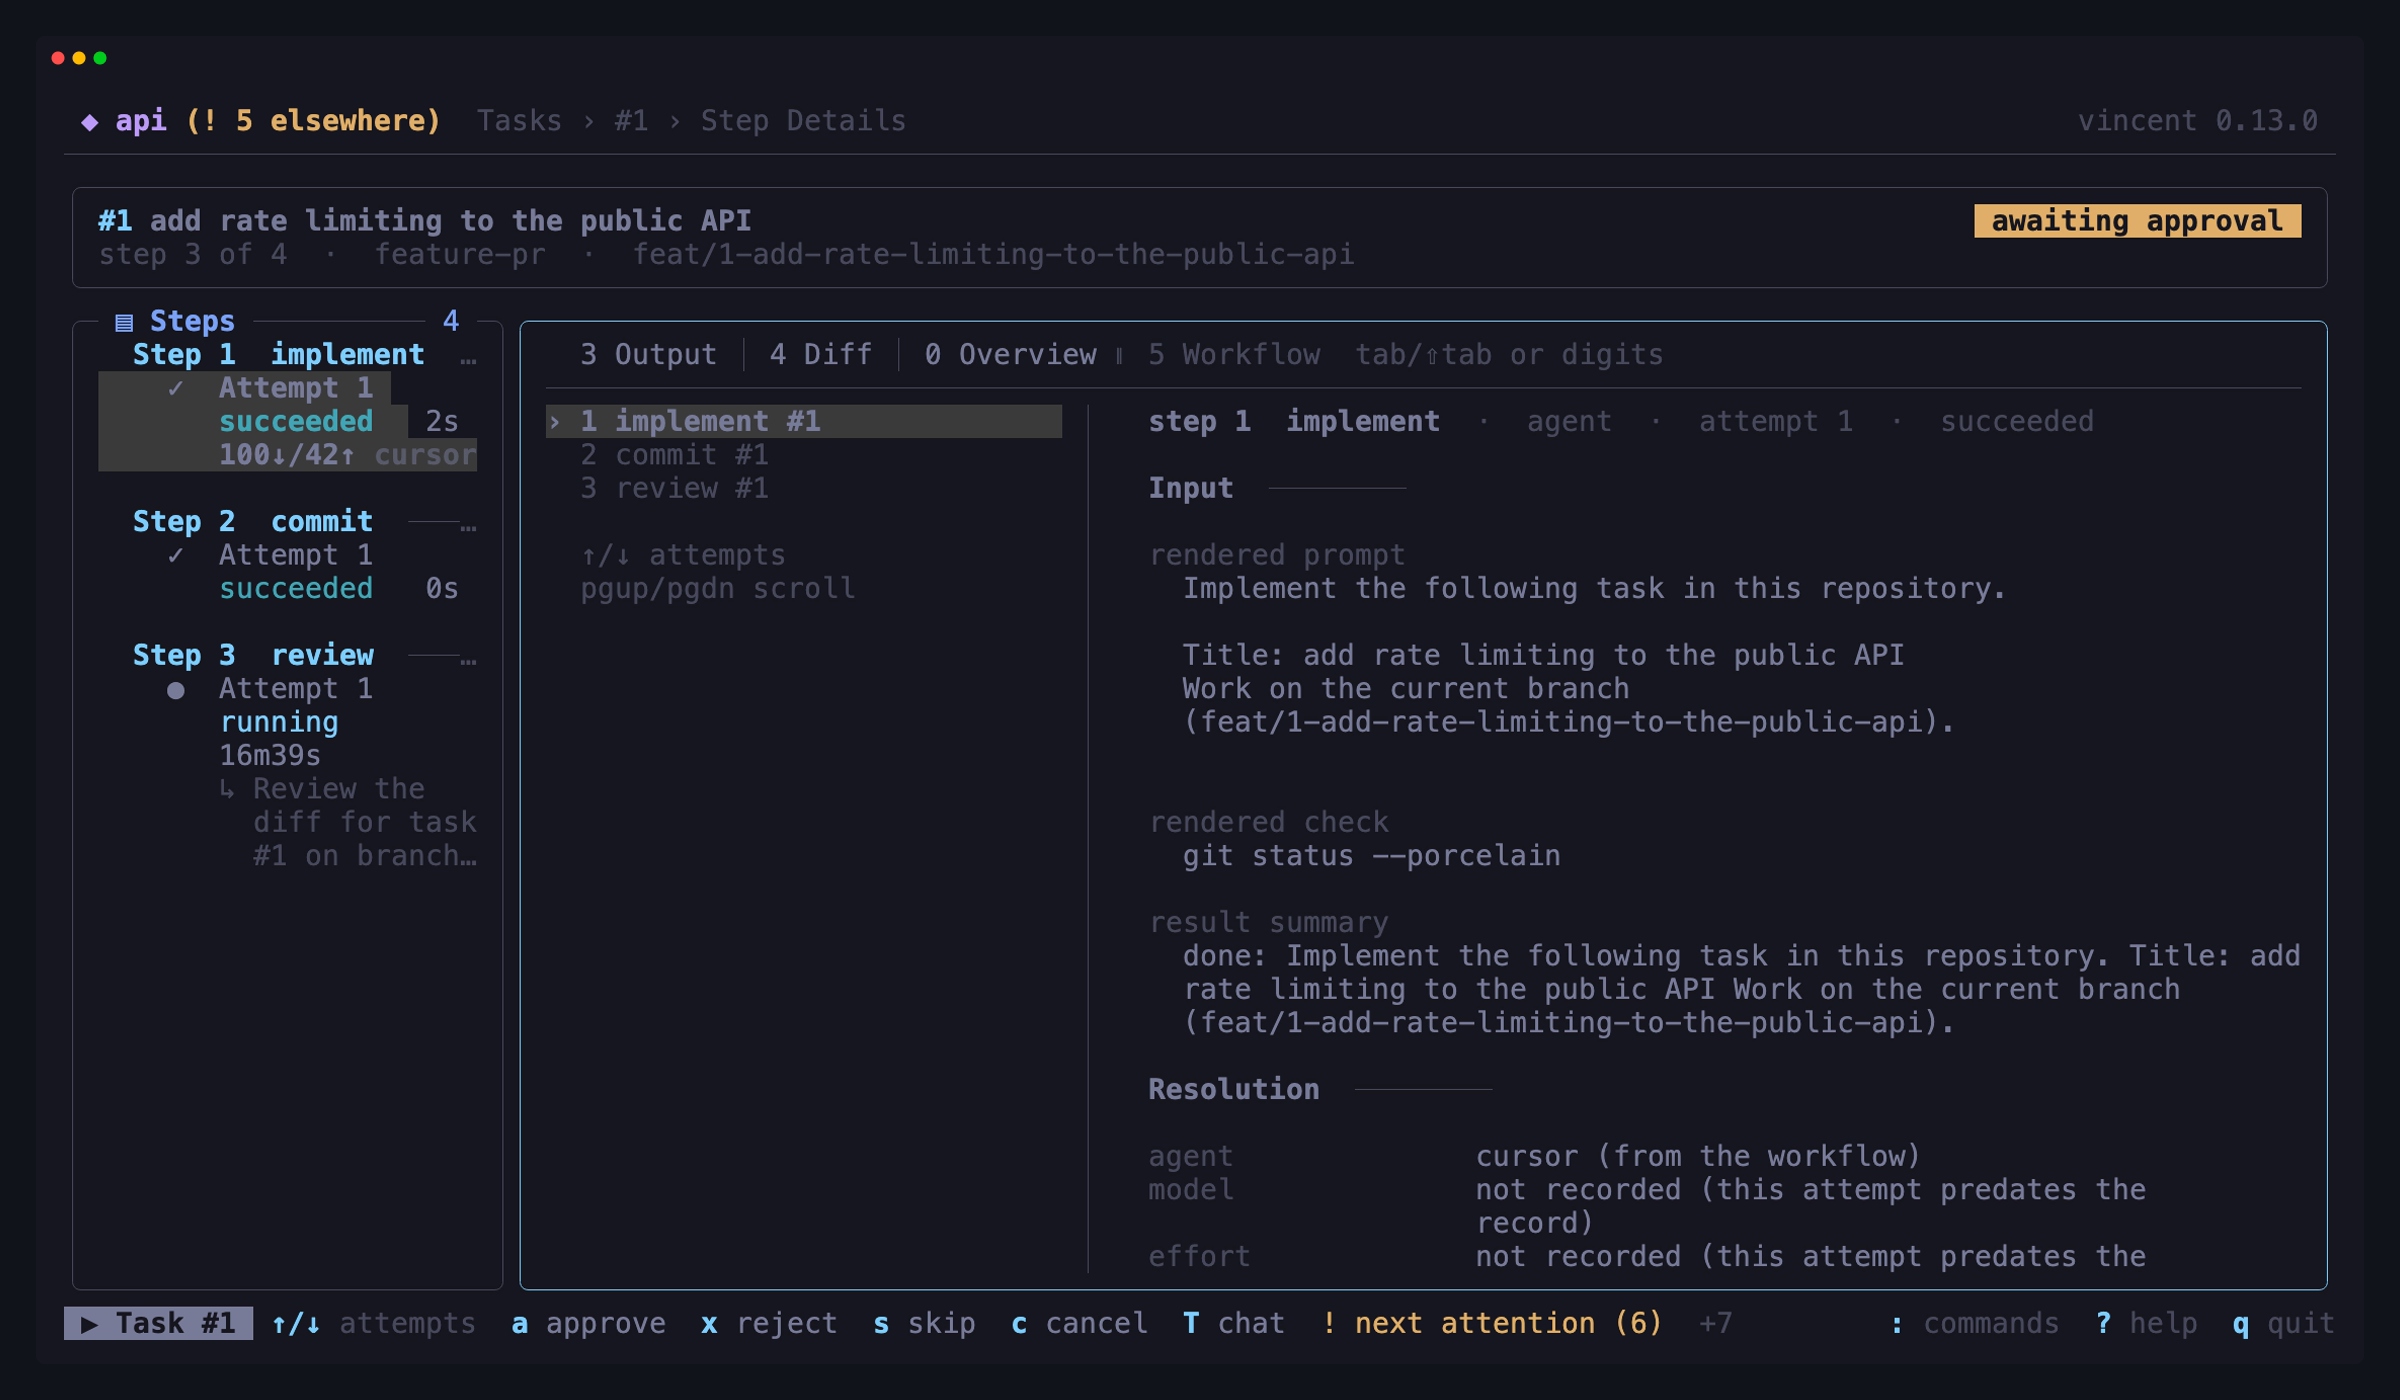 ◆ api (! 5 elsewhere)  Tasks › #1 › Step Details  vincent 0.13.0
#1 add rate limiting to the public API  awaiting approval
step 3 of 4 · feature-pr · feat/1-add-rate-limiting-to-the-public-api
▤ Steps  4
Step 1  implement  …
✓ Attempt 1
succeeded  2s
100↓/42↑ cursor
Step 2  commit  …
✓ Attempt 1
succeeded  0s
Step 3  review  …
● Attempt 1
running
16m39s
↳ Review the
diff for task
#1 on branch…
3 Output │ 4 Diff │ 0 Overview  5 Workflow  tab/⇧tab or digits
› 1 implement #1
2 commit #1
3 review #1
↑/↓ attempts
pgup/pgdn scroll
step 1  implement · agent · attempt 1 · succeeded
Input
rendered prompt
Implement the following task in this repository.
Title: add rate limiting to the public API
Work on the current branch
(feat/1-add-rate-limiting-to-the-public-api).
rendered check
git status --porcelain
result summary
done: Implement the following task in this repository. Title: add
rate limiting to the public API Work on the current branch
(feat/1-add-rate-limiting-to-the-public-api).
Resolution
agent  cursor (from the workflow)
model  not recorded (this attempt predates the
record)
effort  not recorded (this attempt predates the
▶ Task #1  ↑/↓ attempts  a approve  x reject  s skip  c cancel  T chat  ! next attention (6)  +7  : commands  ? help  q quit